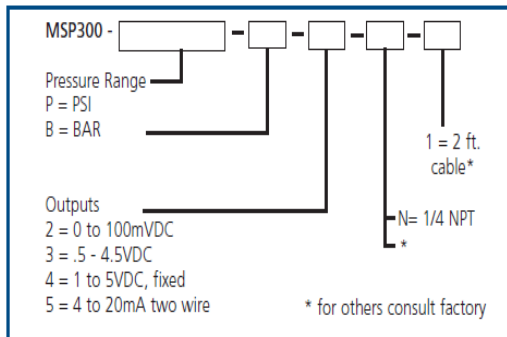 MSP300 -
Pressure Range
P = PSI
B = BAR
1 = 2 ft.
cable*
Outputs
2 = 0 to 100mVDC
3 = .5 - 4.5VDC
4 = 1 to 5VDC, fixed
5 = 4 to 20mA two wire
N= 1/4 NPT
*
* for others consult factory